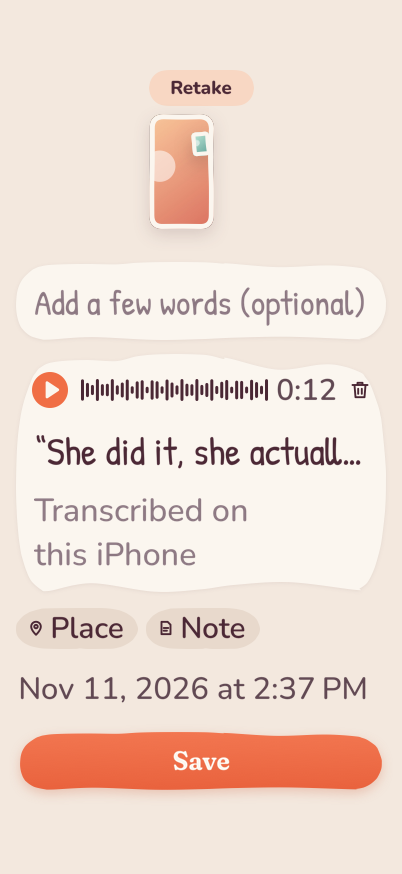 Retake
Add a few words (optional)
0:12
“She did it, she actuall...
Transcribed on
this iPhone
Place
Note
Nov 11, 2026 at 2:37 PM
Save